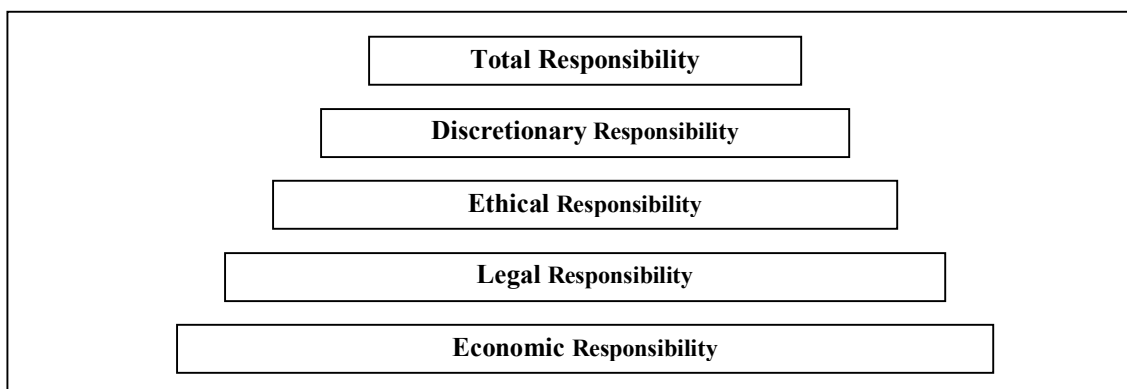 Total Responsibility
Discretionary Responsibility
Ethical Responsibility
Legal Responsibility
Economic Responsibility